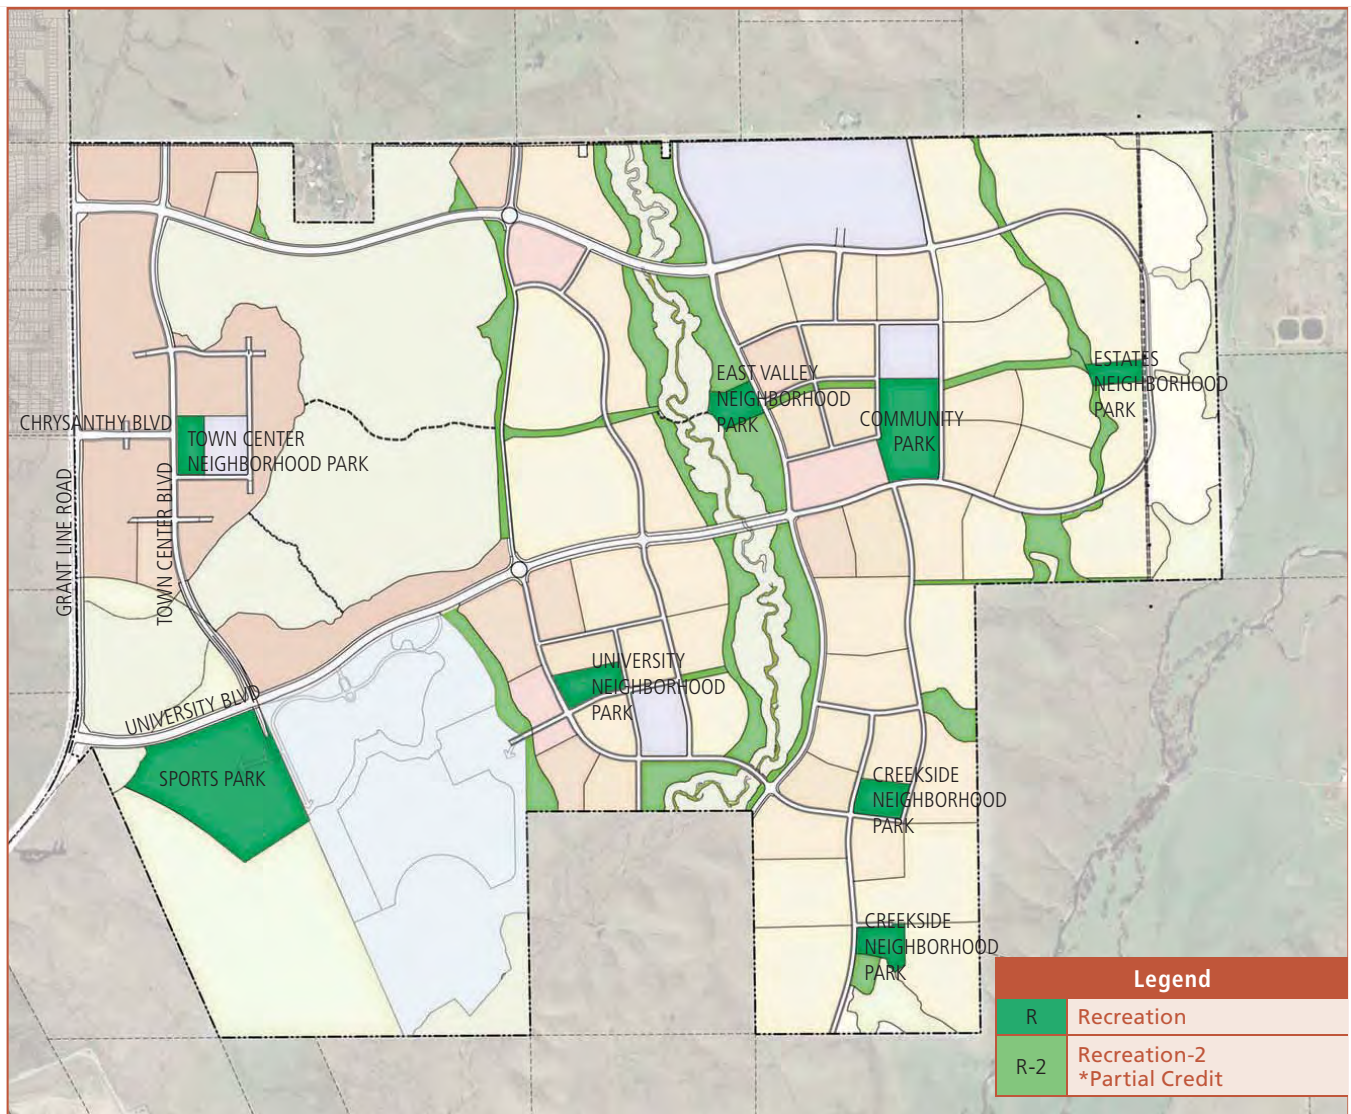 ESTATES
NEIGHBORHOOD
PARK
EAST VALLEY
NEIGHBORHOOD
PARK
COMMUNITY
PARK
CHRYSANTHY BLVD
TOWN CENTER
NEIGHBORHOOD PARK
GRANT LINE ROAD
TOWN CENTER BLVD
UNIVERSITY
NEIGHBORHOOD
PARK
UNIVERSITY BLVD
SPORTS PARK
CREEKSIDE
NEIGHBORHOOD
PARK
CREEKSIDE
NEIGHBORHOOD
PARK
Legend
R Recreation
R-2 Recreation-2
*Partial Credit